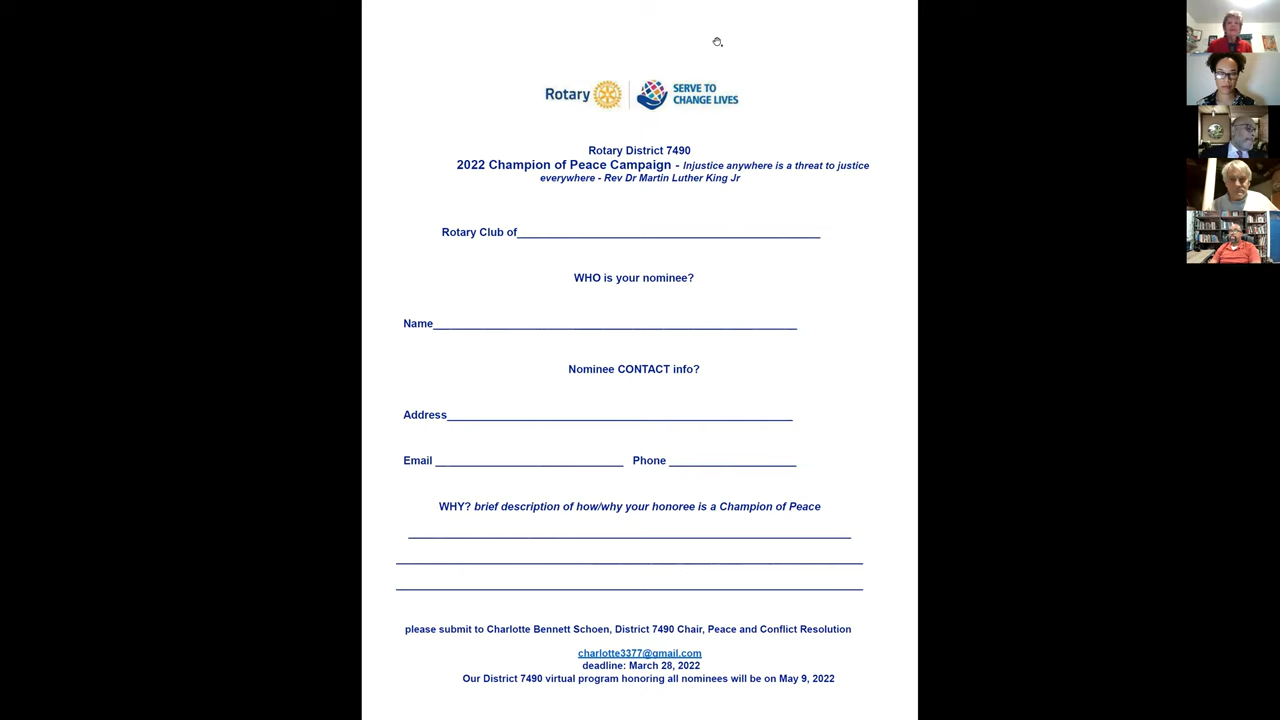 Rotary
SERVE TO
CHANGE LIVES
Rotary District 7490
2022 Champion of Peace Campaign - Injustice anywhere is a threat to justice
everywhere - Rev Dr Martin Luther King Jr
Rotary Club of
WHO is your nominee?
Name
Nominee CONTACT info?
Address
Email Phone
WHY? brief description of how/why your honoree is a Champion of Peace
please submit to Charlotte Bennett Schoen, District 7490 Chair, Peace and Conflict Resolution
charlotte3377@gmail.com
deadline: March 28, 2022
Our District 7490 virtual program honoring all nominees will be on May 9, 2022